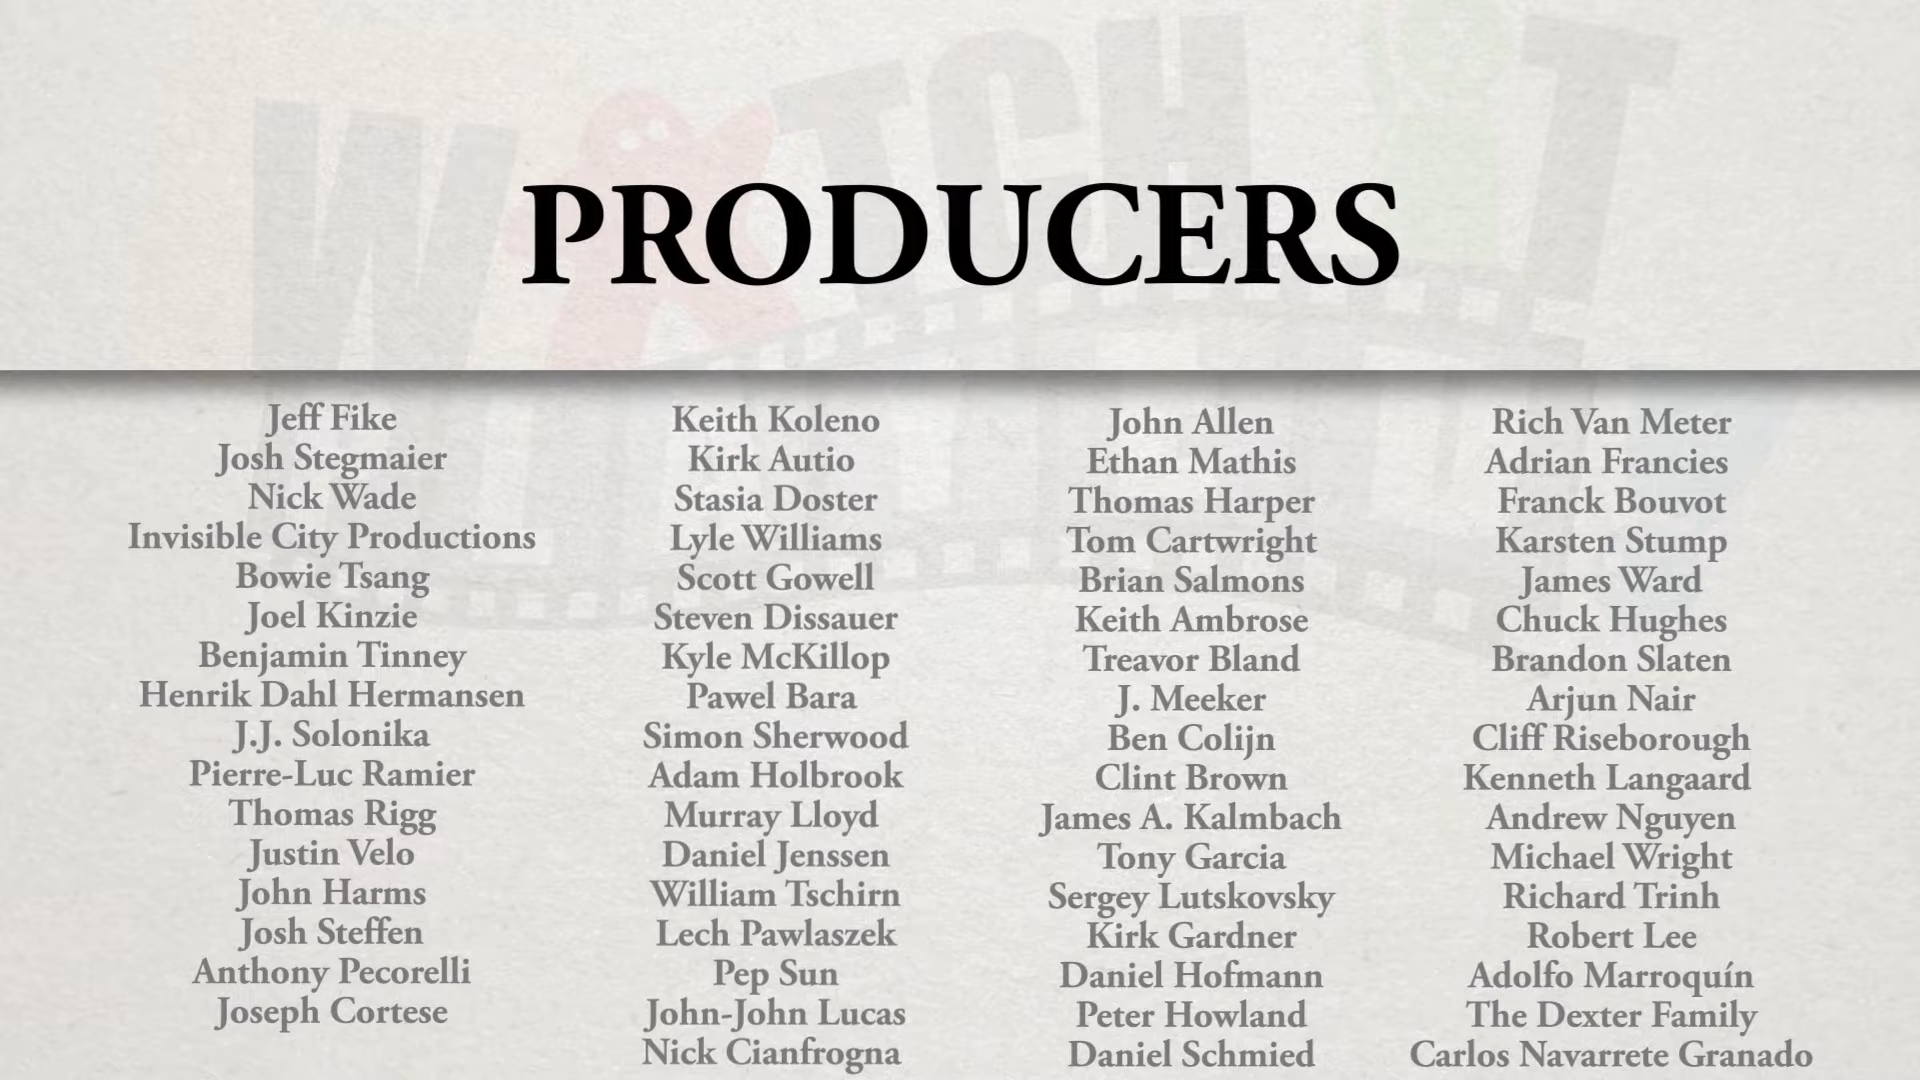 WATCH IT
PRODUCERS
Jeff Fike
Josh Stegmaier
Nick Wade
Invisible City Productions
Bowie Tsang
Joel Kinzie
Benjamin Tinney
Henrik Dahl Hermansen
J.J. Solonika
Pierre-Luc Ramier
Thomas Rigg
Justin Velo
John Harms
Josh Steffen
Anthony Pecorelli
Joseph Cortese
Keith Koleno
Kirk Autio
Stasia Doster
Lyle Williams
Scott Gowell
Steven Dissauer
Kyle McKillop
Pawel Bara
Simon Sherwood
Adam Holbrook
Murray Lloyd
Daniel Jenssen
William Tschirn
Lech Pawlaszek
Pep Sun
John-John Lucas
Nick Cianfrogna
John Allen
Ethan Mathis
Thomas Harper
Tom Cartwright
Brian Salmons
Keith Ambrose
Treavor Bland
J. Meeker
Ben Colijn
Clint Brown
James A. Kalmbach
Tony Garcia
Sergey Lutskovsky
Kirk Gardner
Daniel Hofmann
Peter Howland
Daniel Schmied
Rich Van Meter
Adrian Francies
Franck Bouvot
Karsten Stump
James Ward
Chuck Hughes
Brandon Slaten
Arjun Nair
Cliff Riseborough
Kenneth Langaard
Andrew Nguyen
Michael Wright
Richard Trinh
Robert Lee
Adolfo Marroquín
The Dexter Family
Carlos Navarrete Granado